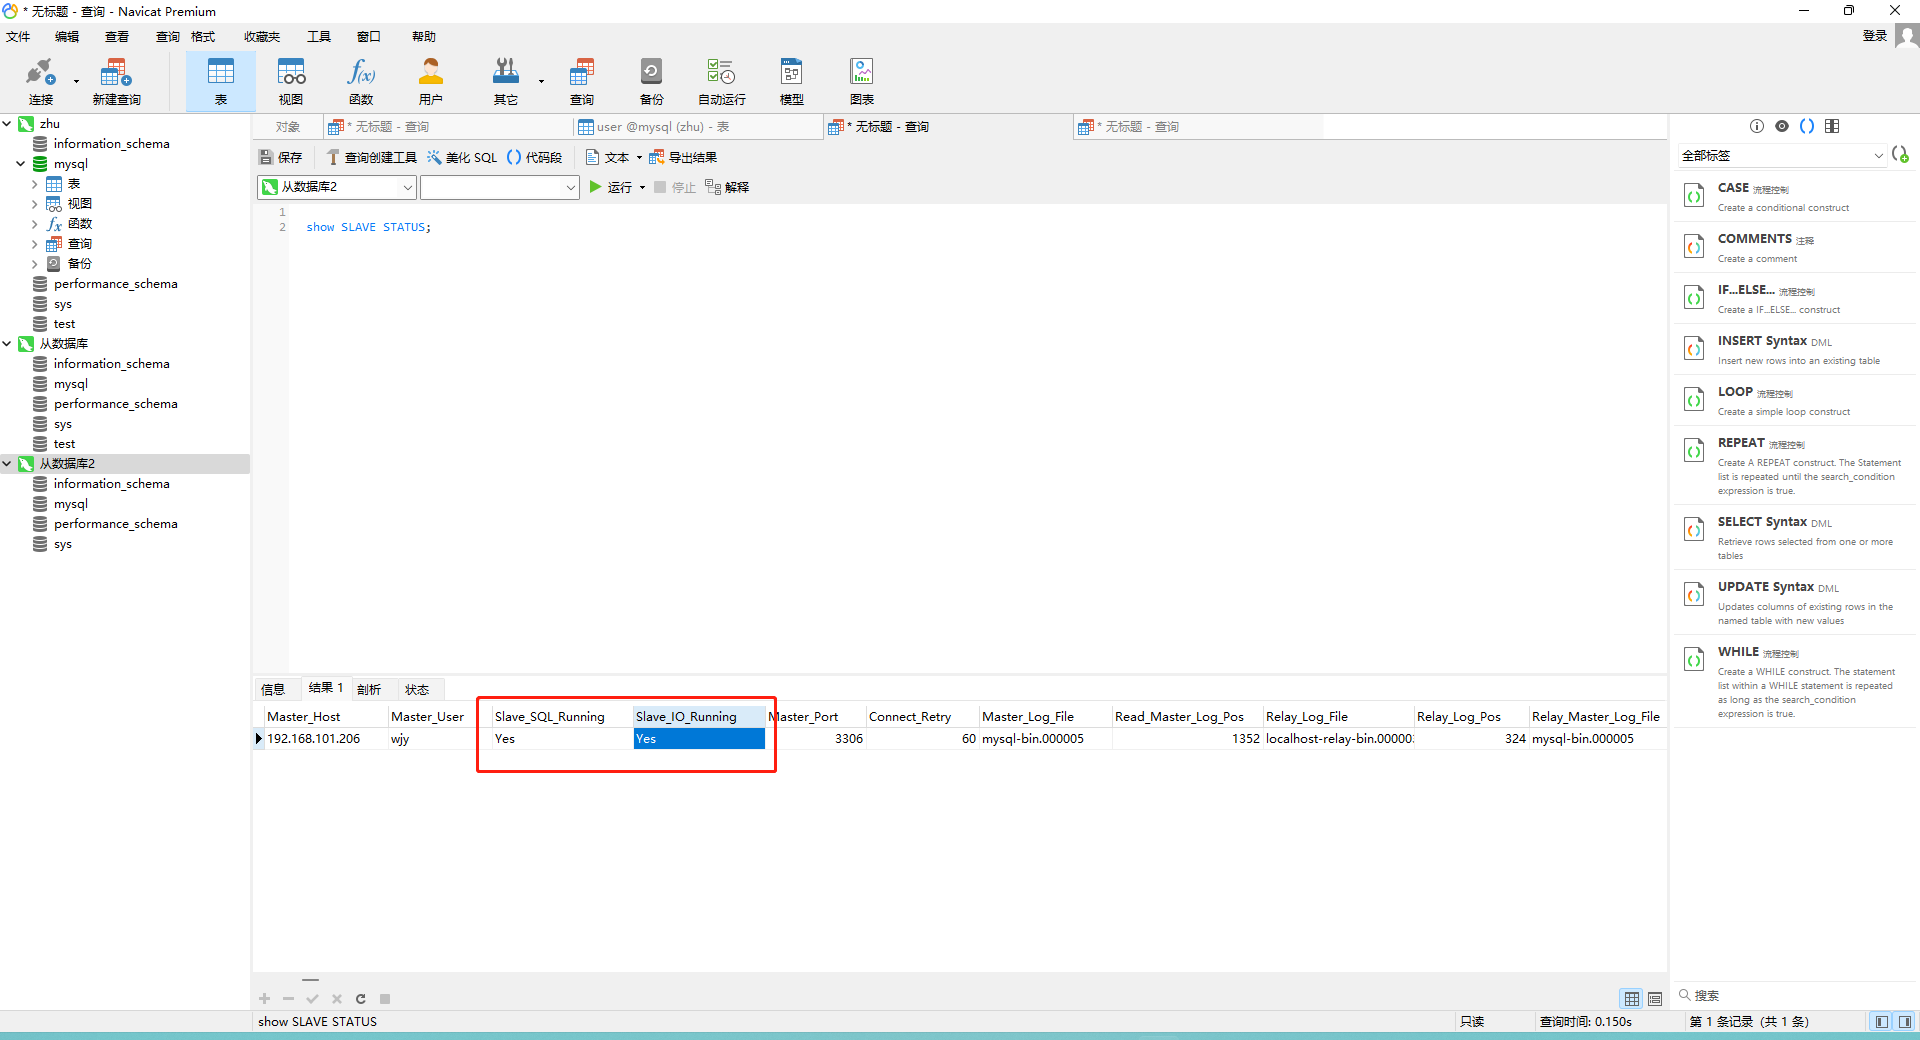 * 无标题 - 查询 - Navicat Premium
文件 编辑 查看 查询 格式 收藏夹 工具 窗口 帮助 登录
连接 新建查询 表 视图 函数 用户 其它 查询 备份 自动运行 模型 图表
zhu
information_schema
mysql
表
视图
函数
查询
备份
performance_schema
sys
test
从数据库
information_schema
mysql
performance_schema
sys
test
从数据库2
information_schema
mysql
performance_schema
sys
对象 * 无标题 - 查询 user @mysql (zhu) - 表 * 无标题 - 查询 * 无标题 - 表
保存 查询创建工具 美化 SQL 代码段 文本 导出结果
从数据库2 运行 停止 解释
1
2 show SLAVE STATUS;
信息 结果 1 剖析 状态
Master_Host Master_User Slave_SQL_Running Slave_IO_Running Master_Port Connect_Retry Master_Log_File Read_Master_Log_Pos Relay_Log_File Relay_Log_Pos Relay_Master_Log_File
192.168.101.206 wjy Yes Yes 3306 60 mysql-bin.000005 1352 localhost-relay-bin.00000 324 mysql-bin.000005
show SLAVE STATUS 只读 查询时间: 0.150s 第 1 条记录 (共 1 条)
全部标签
CASE 流程控制
Create a conditional construct
COMMENTS 注释
Create a comment
IF...ELSE... 流程控制
Create a IF...ELSE... construct
INSERT Syntax DML
Insert new rows into an existing table
LOOP 流程控制
Create a simple loop construct
REPEAT 流程控制
Create A REPEAT construct. The Statement
list is repeated until the search_condition
expression is true.
SELECT Syntax DML
Retrieve rows selected from one or more
tables
UPDATE Syntax DML
Updates columns of existing rows in the
named table with new values
WHILE 流程控制
Create a WHILE construct. The statement
list within a WHILE statement is repeated
as long as the search_condition
expression is true.
搜索